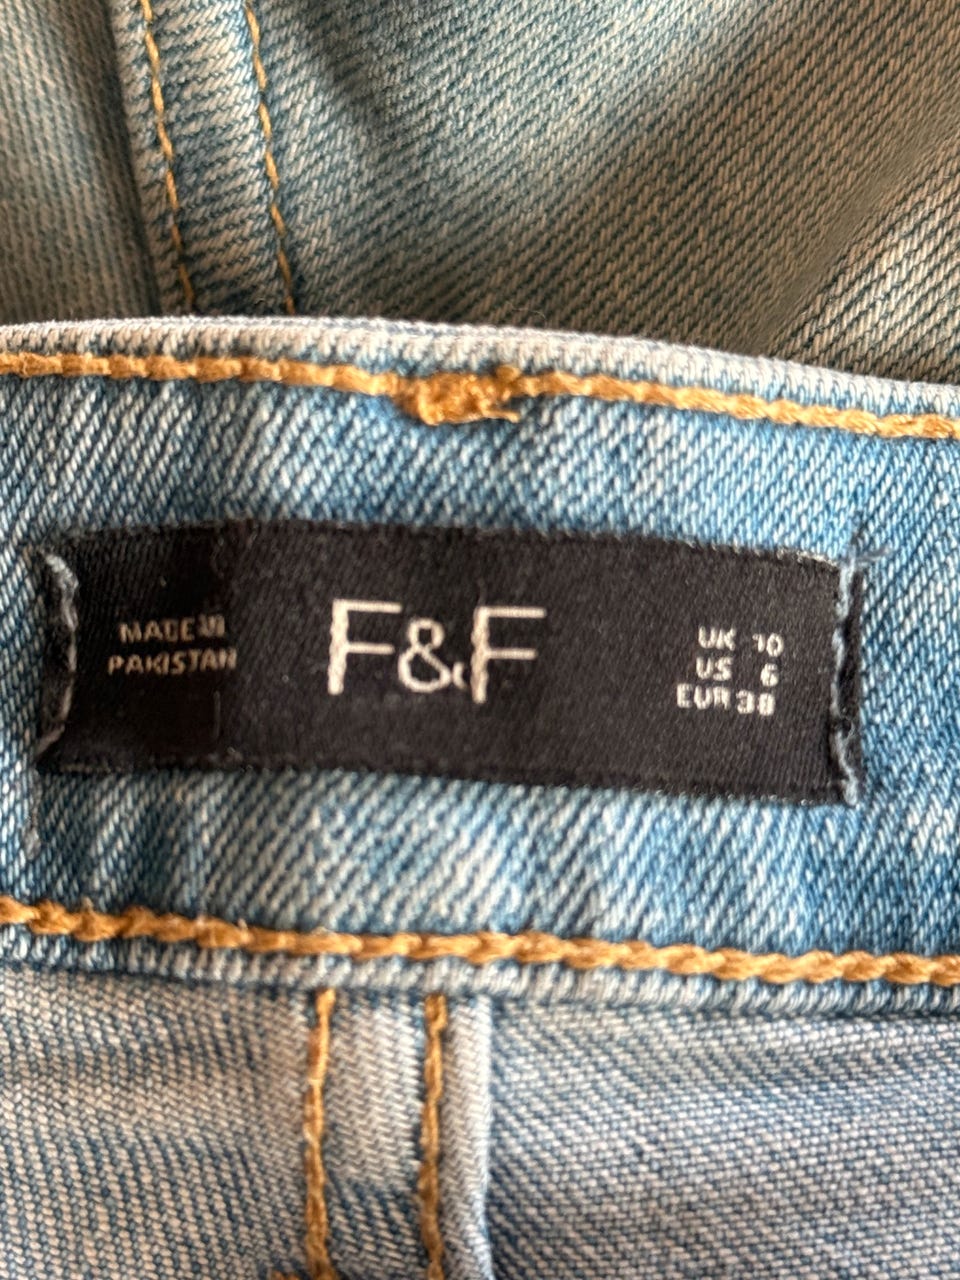 MADE IN
PAKISTAN
F&F
UK 10
US 6
EUR 38